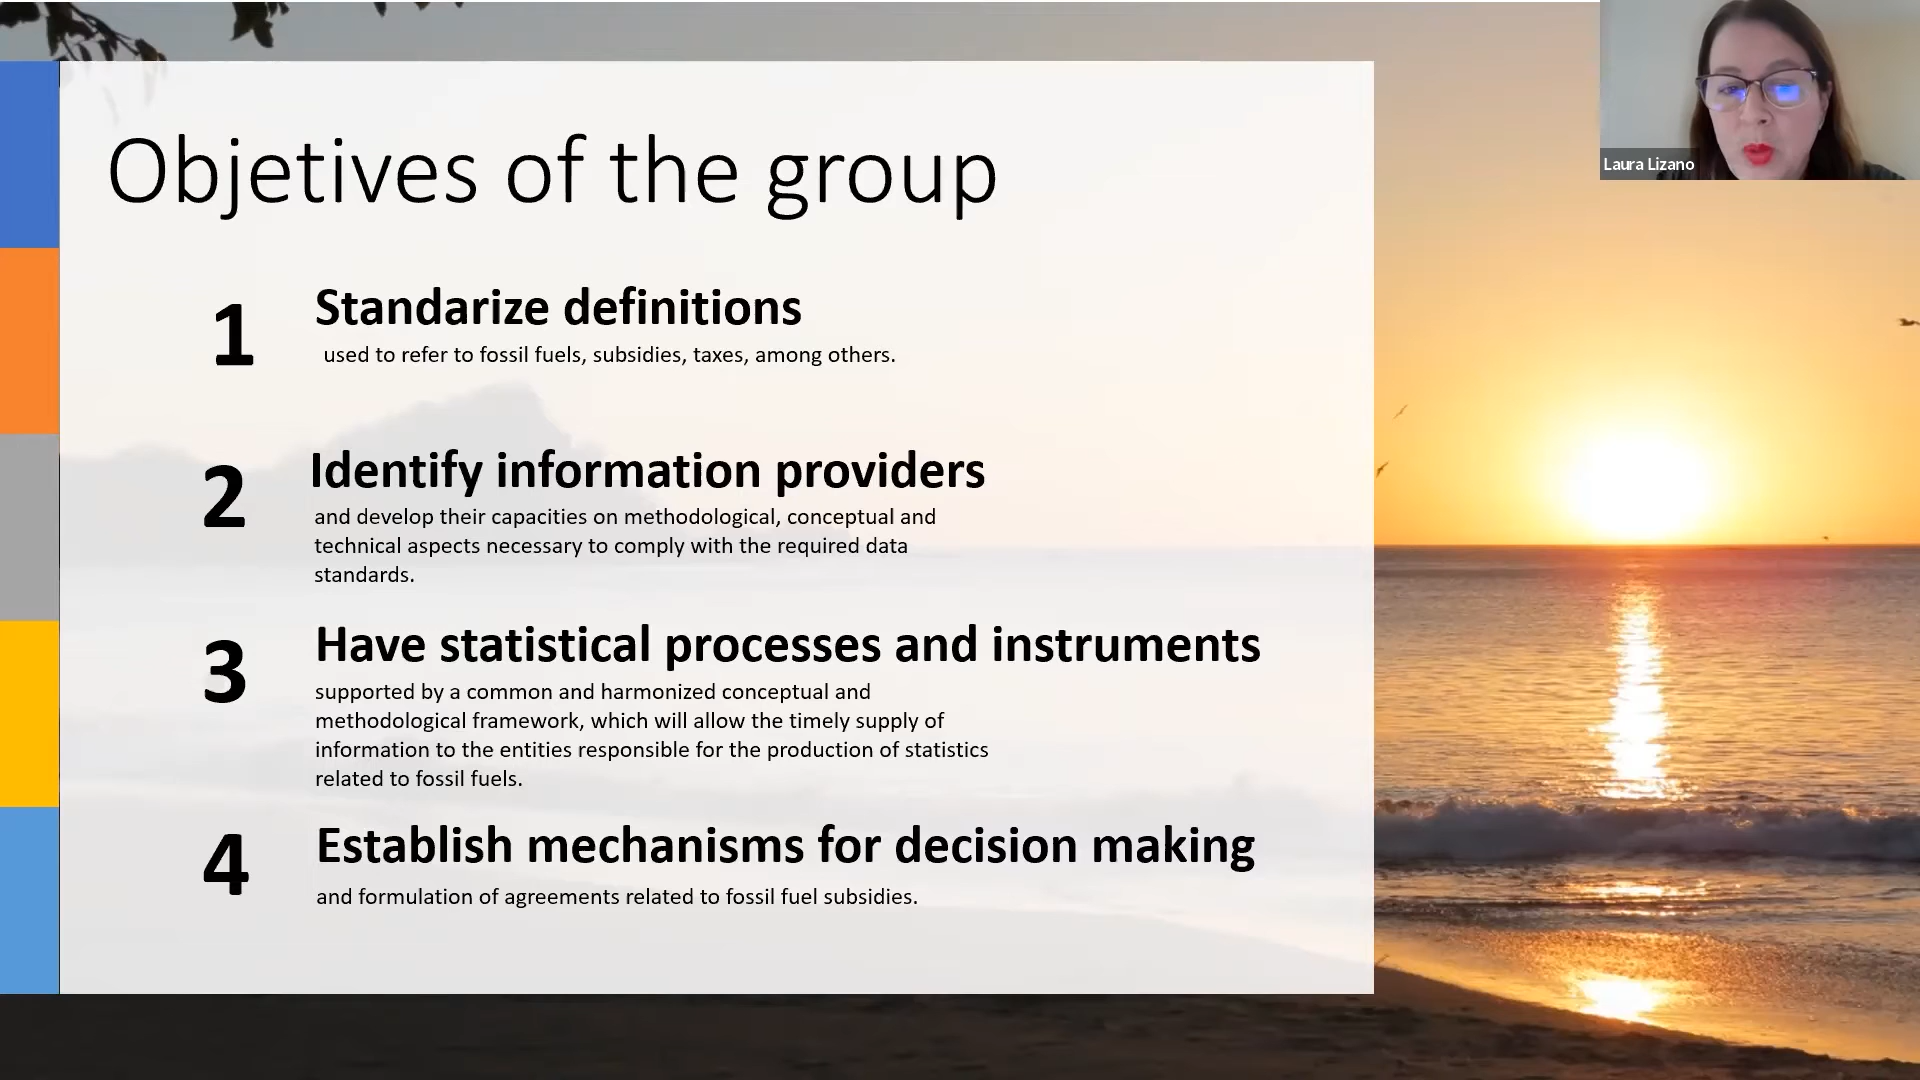 Objetives of the group
1
Standarize definitions
used to refer to fossil fuels, subsidies, taxes, among others.
2
Identify information providers
and develop their capacities on methodological, conceptual and
technical aspects necessary to comply with the required data
standards.
3
Have statistical processes and instruments
supported by a common and harmonized conceptual and
methodological framework, which will allow the timely supply of
information to the entities responsible for the production of statistics
related to fossil fuels.
4
Establish mechanisms for decision making
and formulation of agreements related to fossil fuel subsidies.
Laura Lizano